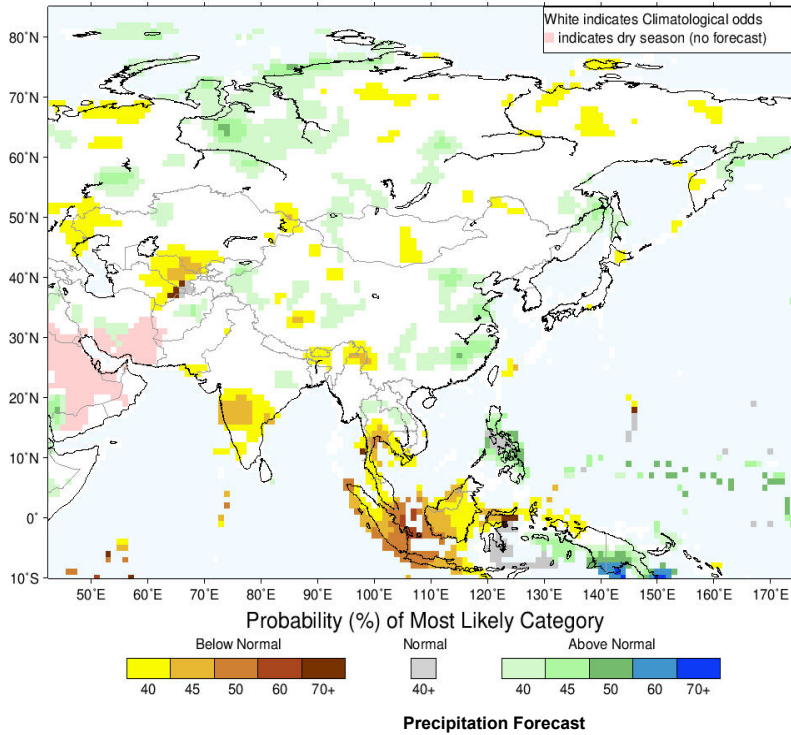 White indicates Climatological odds
indicates dry season (no forecast)
80˚N
70˚N
60˚N
50˚N
40˚N
30˚N
20˚N
10˚N
0˚
10˚S
50˚E 60˚E 70˚E 80˚E 90˚E 100˚E 110˚E 120˚E 130˚E 140˚E 150˚E 160˚E 170˚E
Probability (%) of Most Likely Category
Below Normal Normal Above Normal
40 45 50 60 70+ 40+ 40 45 50 60 70+
Precipitation Forecast